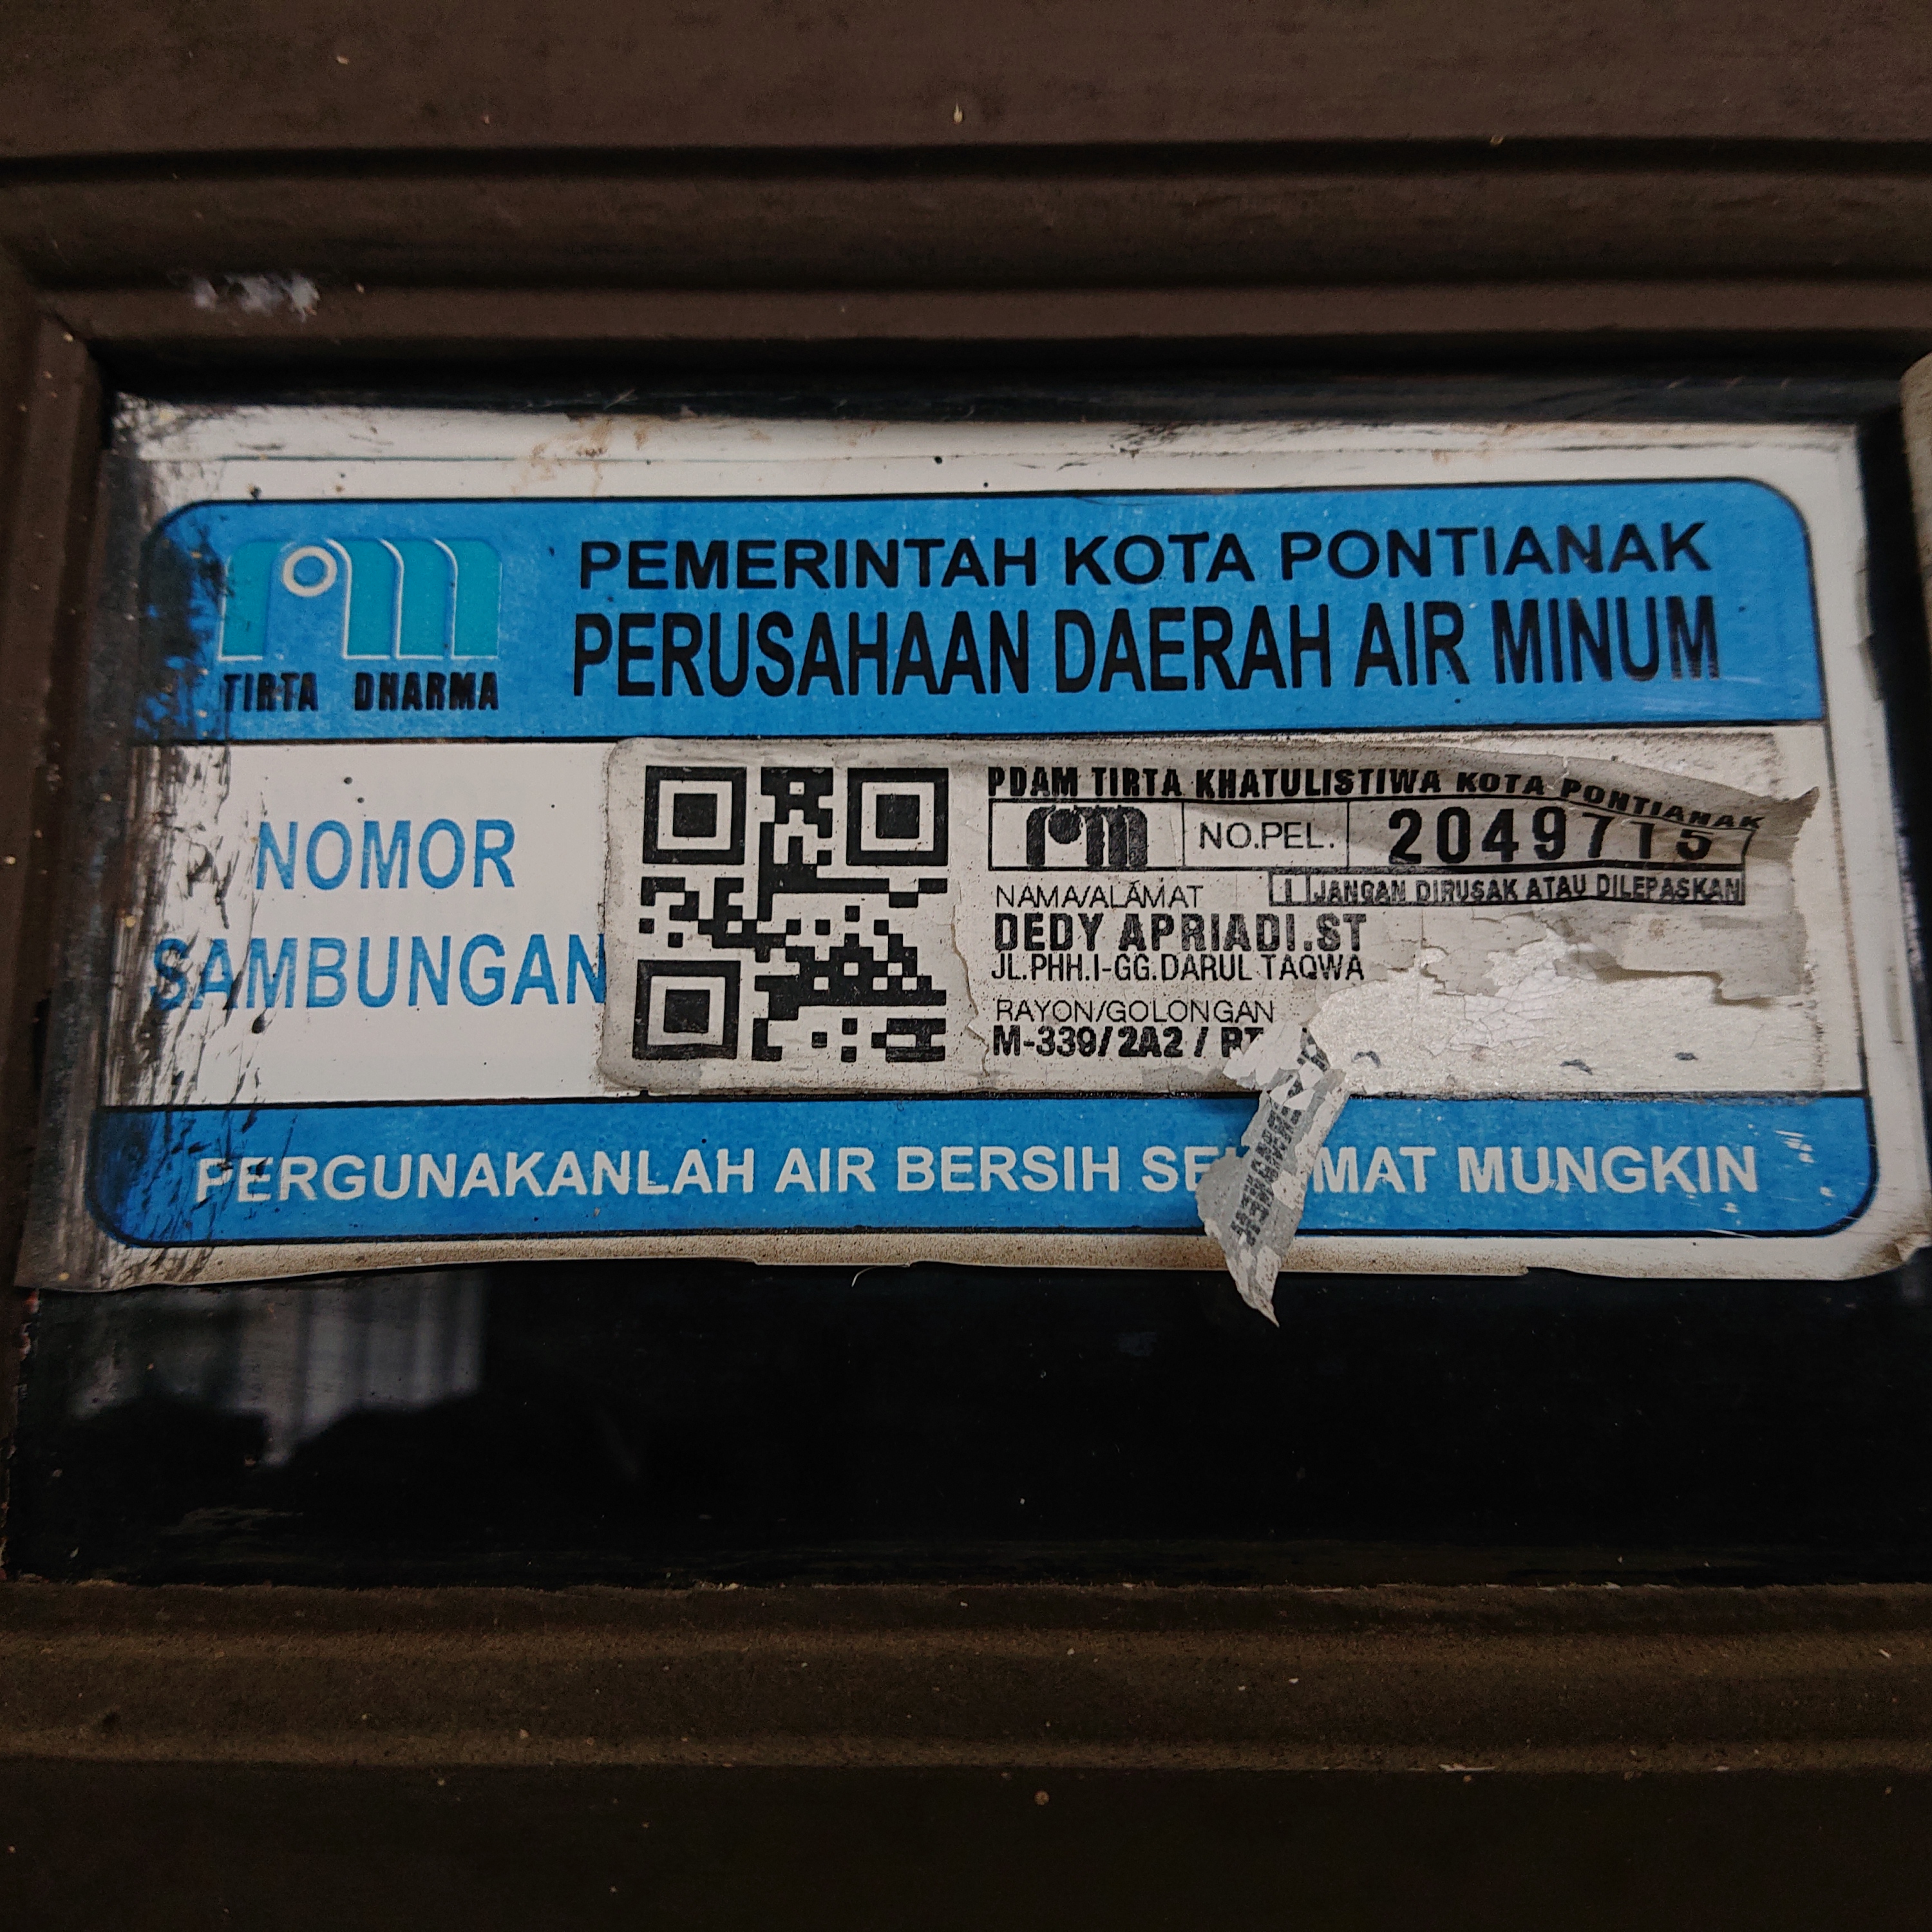 PEMERINTAH KOTA PONTIANAK
PERUSAHAAN DAERAH AIR MINUM
TIRTA DHARMA
NOMOR
SAMBUNGAN
PDAM TIRTA KHATULISTIWA KOTA PONTIANAK
NO.PEL. 2049715
NAMA/ALAMAT
JANGAN DIRUSAK ATAU DILEPASKAN
DEDY APRIADI.ST
JL.PHH.I-GG.DARUL TAQWA
RAYON/GOLONGAN
M-339/2A2 /
PERGUNAKANLAH AIR BERSIH MUNGKIN